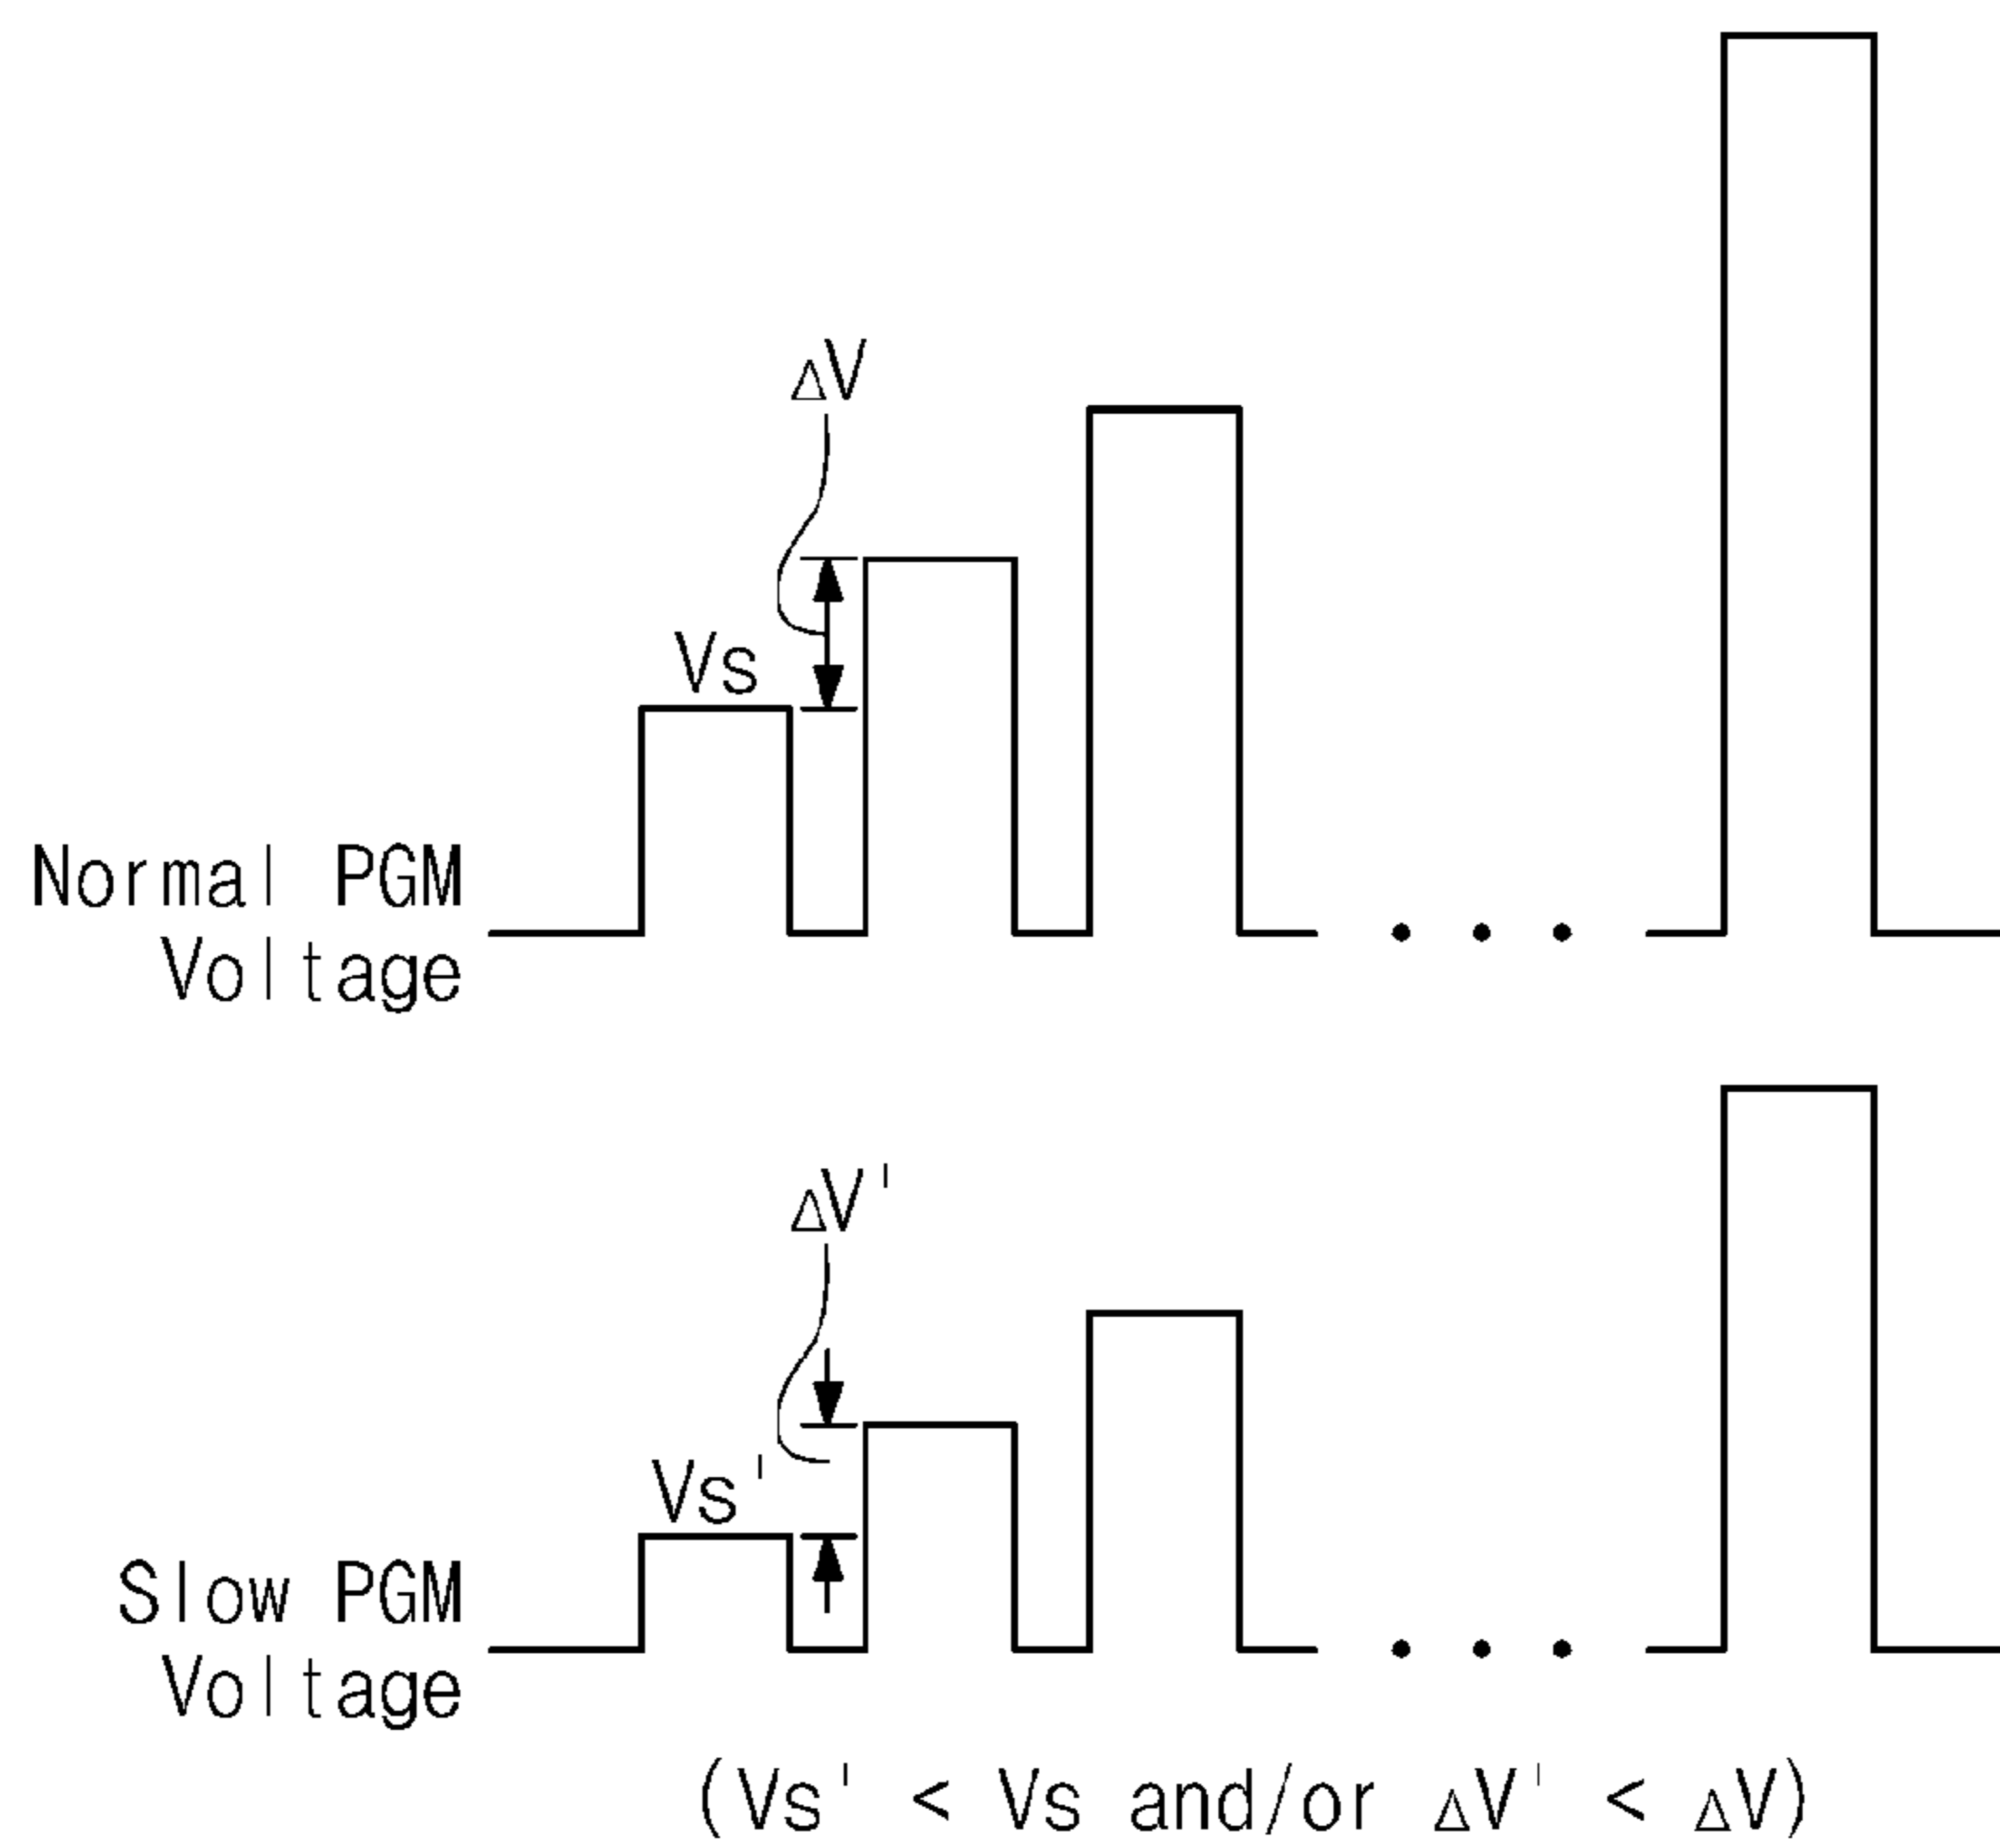 ΔV
Vs
Normal PGM
Voltage
ΔV'
Vs'
Slow PGM
Voltage
(Vs' < Vs and/or ΔV' < ΔV)